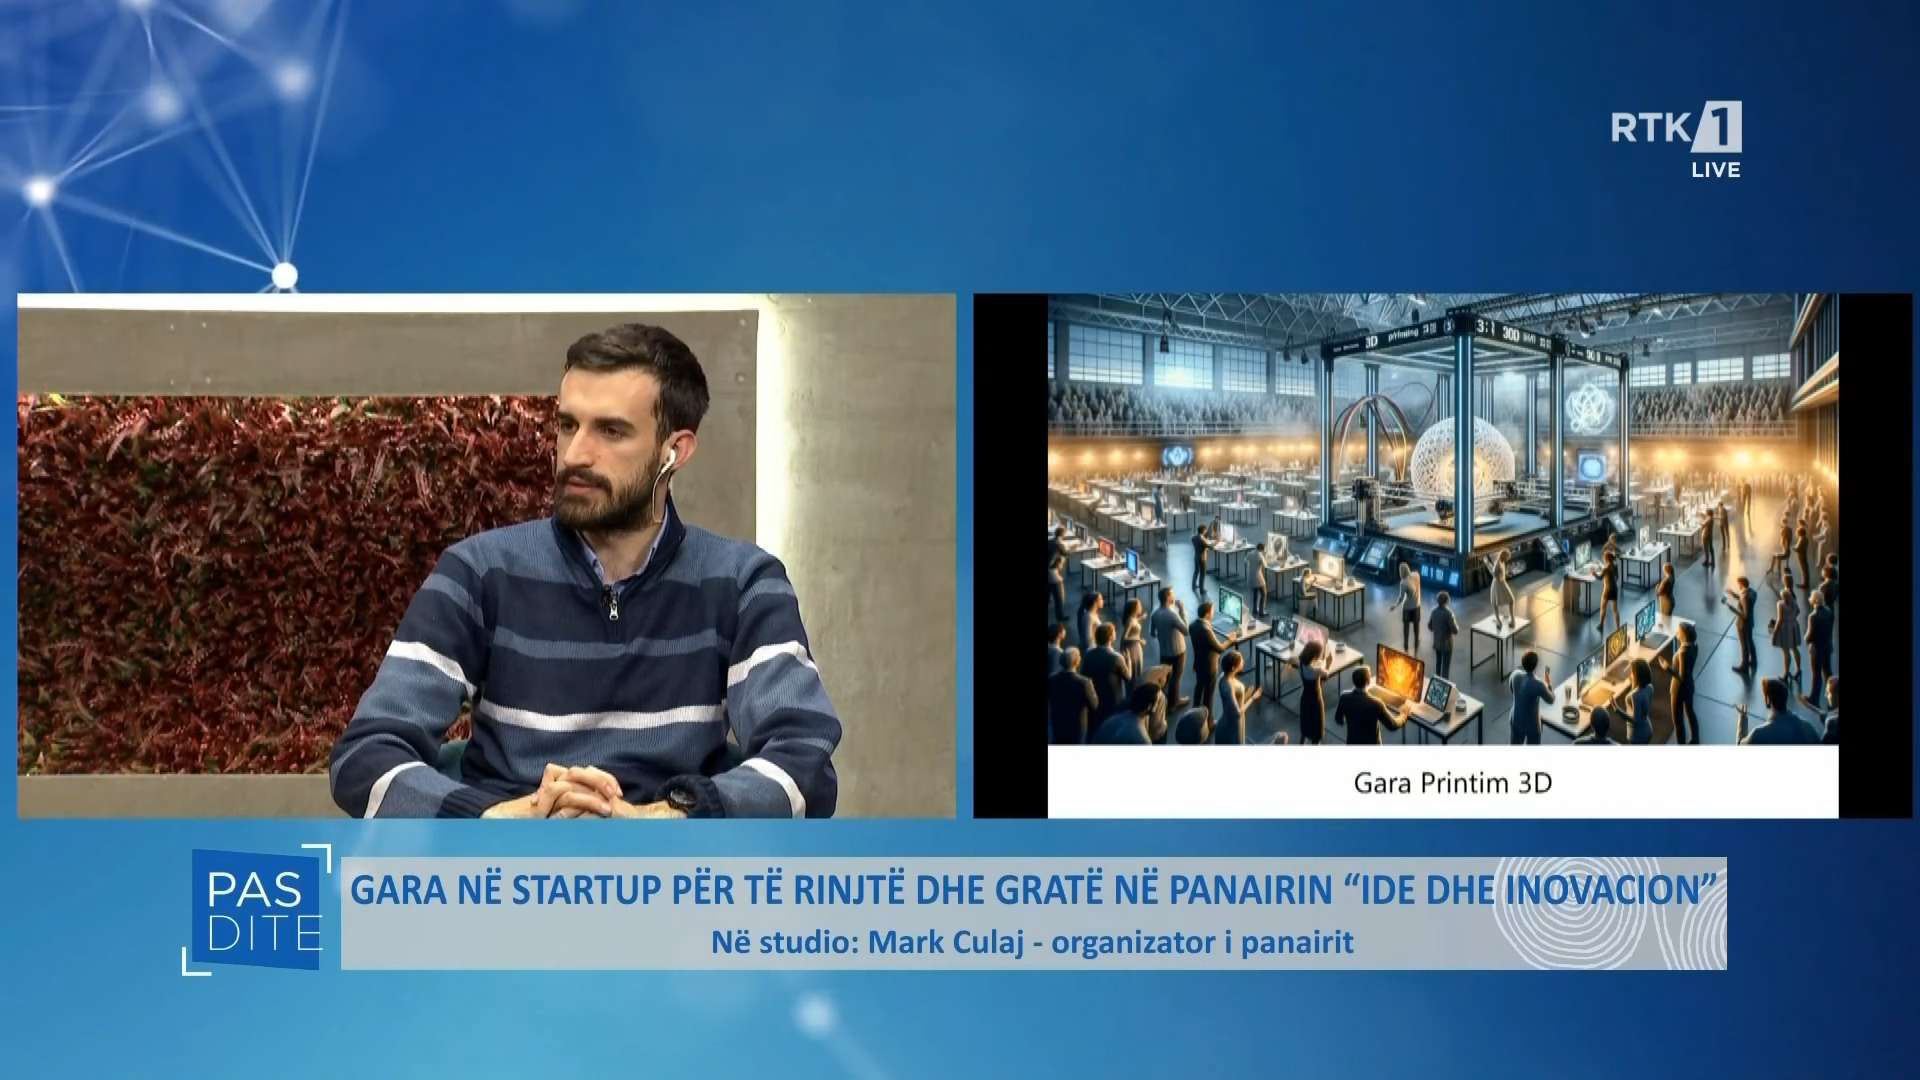 RTK 1
LIVE
Gara Printim 3D
PAS
DITE
GARA NË STARTUP PËR TË RINJTË DHE GRATË NË PANAIRIN “IDE DHE INOVACION”
Në studio: Mark Culaj - organizator i panairit